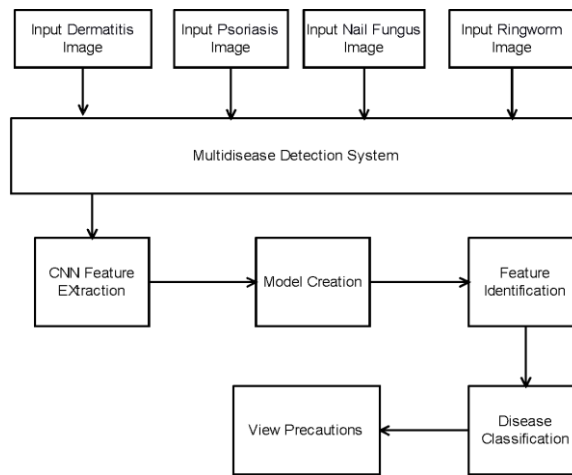 Input Dermatitis
Image
Input Psoriasis
Image
Input Nail Fungus
Image
Input Ringworm
Image
Multidisease Detection System
CNN Feature
EXtraction
Model Creation
Feature
Identification
View Precautions
Disease
Classification